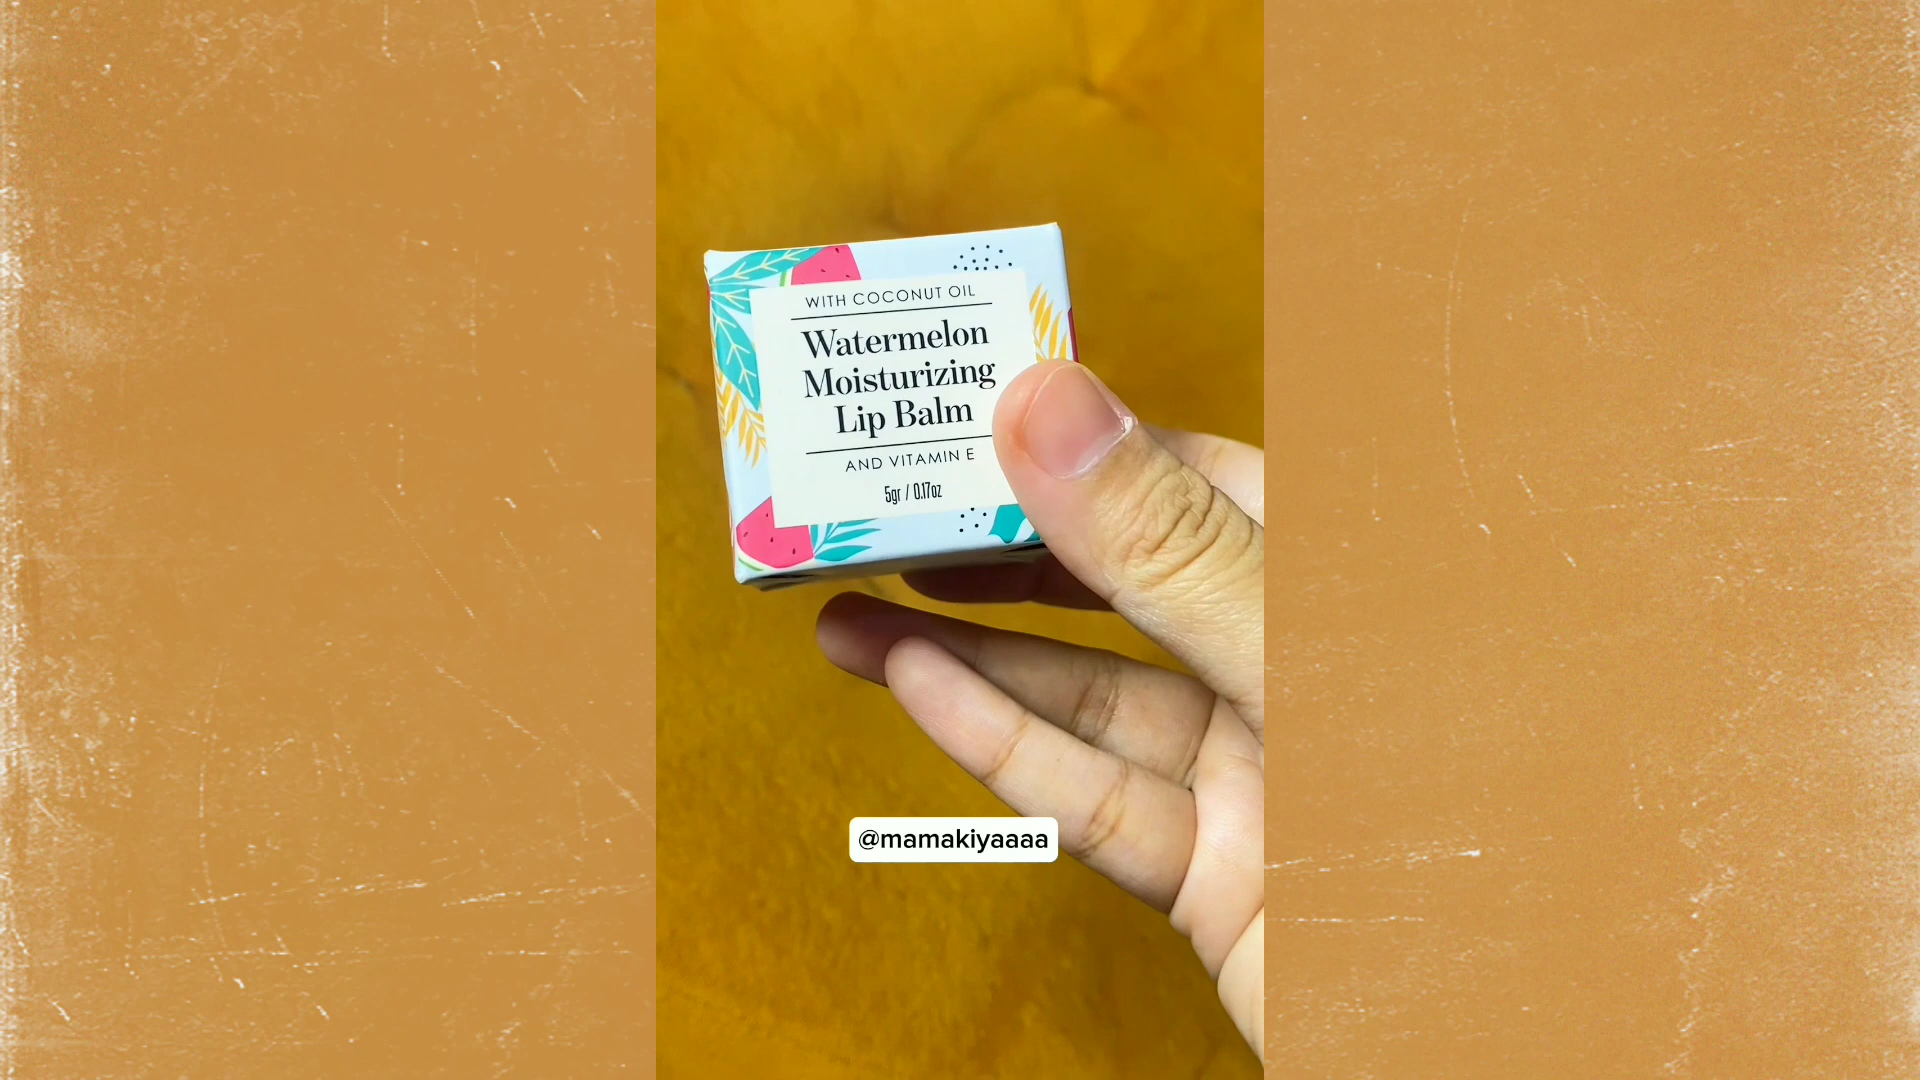 WITH COCONUT OIL
Watermelon
Moisturizing
Lip Balm
AND VITAMIN E
5gr / 0.17oz
@mamakiyaaaa